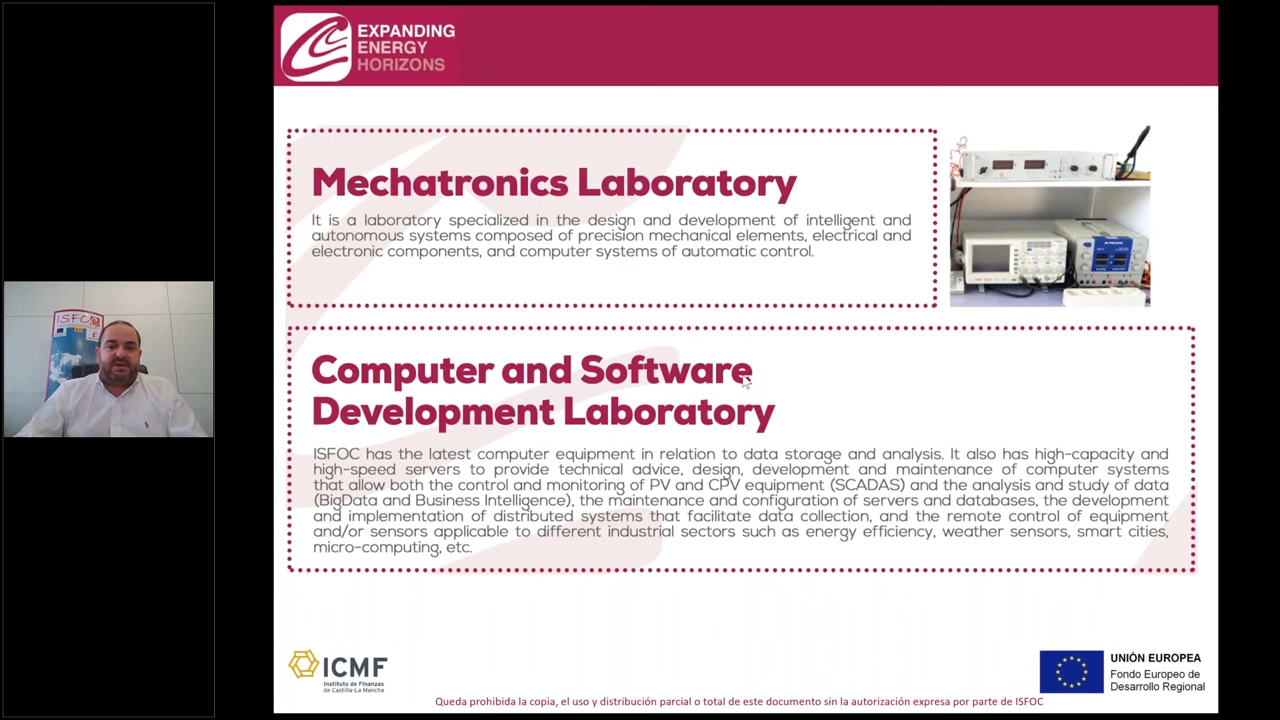 EXPANDING
ENERGY
HORIZONS
Mechatronics Laboratory
It is a laboratory specialized in the design and development of intelligent and
autonomous systems composed of precision mechanical elements, electrical and
electronic components, and computer systems of automatic control.
ISFOC
Computer and Software
Development Laboratory
ISFOC has the latest computer equipment in relation to data storage and analysis. It also has high-capacity and
high-speed servers to provide technical advice, design, development and maintenance of computer systems
that allow both the control and monitoring of PV and CPV equipment (SCADAS) and the analysis and study of data
(BigData and Business Intelligence), the maintenance and configuration of servers and databases, the development
and implementation of distributed systems that facilitate data collection, and the remote control of equipment
and/or sensors applicable to different industrial sectors such as energy efficiency, weather sensors, smart cities,
micro-computing, etc.
ICMF
Instituto de Finanzas
de Castilla-La Mancha
UNIÓN EUROPEA
Fondo Europeo de
Desarrollo Regional
Queda prohibida la copia, el uso y distribución parcial o total de este documento sin la autorización expresa por parte de ISFOC